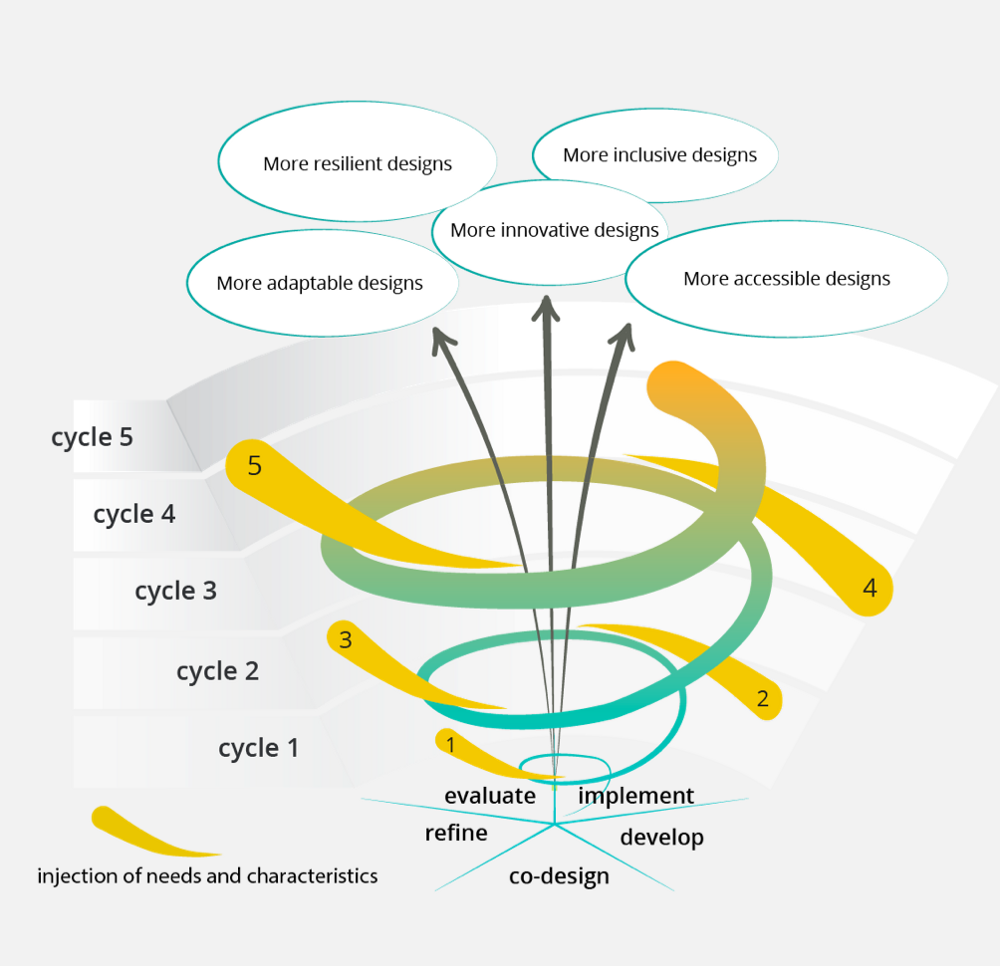 More resilient designs
More inclusive designs
More innovative designs
More adaptable designs
More accessible designs
cycle 5
5
cycle 4
4
cycle 3
3
cycle 2
2
cycle 1
1
evaluate
implement
refine
develop
co-design
injection of needs and characteristics